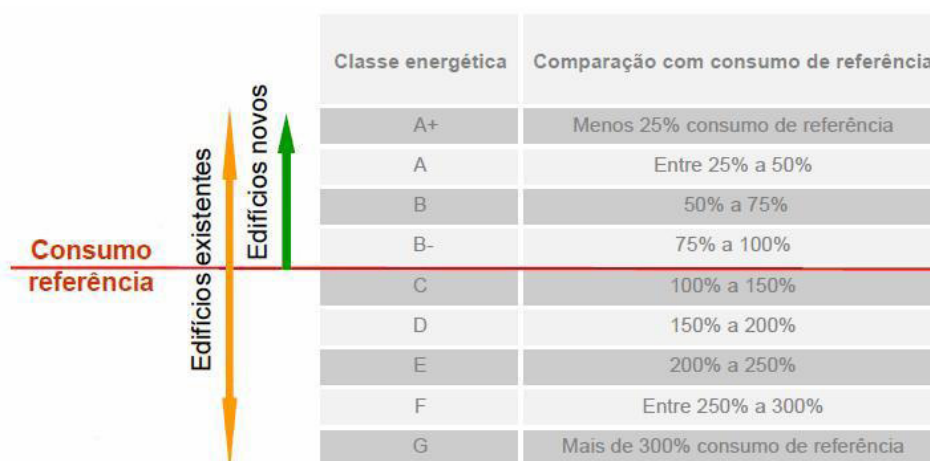 Classe energética Comparação com consumo de referência
A+ Menos 25% consumo de referência
A Entre 25% a 50%
B 50% a 75%
B- 75% a 100%
C 100% a 150%
D 150% a 200%
E 200% a 250%
F Entre 250% a 300%
G Mais de 300% consumo de referência
Consumo
referência
Edifícios existentes
Edifícios novos